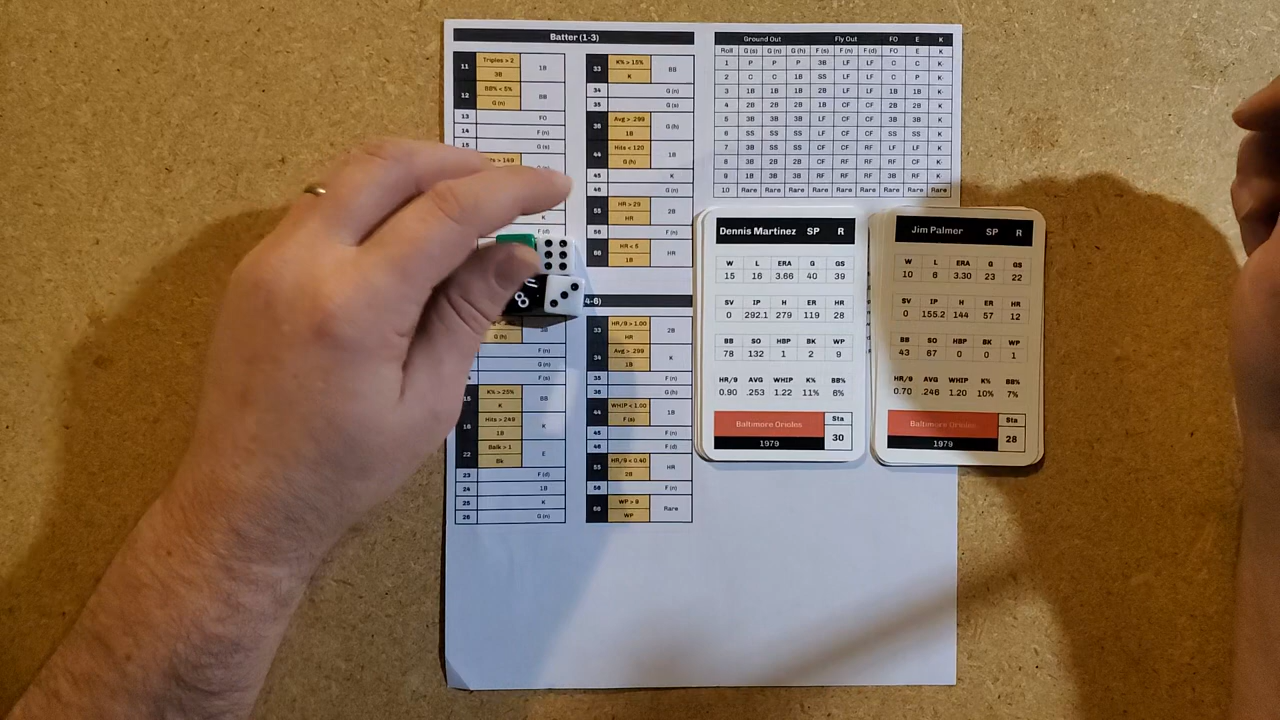 Batter (1-3)
11 Triples > 2 3B 1B
12 BB% < 5% G (n) BB
13 FO
14 F (n)
15
K
F (d)
33 K% > 15% K BB
34 G (n)
35 G (s)
36 Avg > .299 1B G (h)
44 Hits < 120 G (h) 1B
45 K
46 G (n)
55 HR > 29 HR 2B
56 F (n)
66 HR < 5 1B HR
Ground Out Fly Out FO E K
Roll G (s) G (n) G (h) F (s) F (n) F (d) C C K
1 P P P 3B LF LF C C K
2 C C 1B SS LF LF C P K
3 1B 1B 1B 2B LF LF 1B 1B K
4 2B 2B 2B 1B CF CF 2B 2B K
5 3B 3B 3B LF CF CF 3B 3B K
6 SS SS SS LF CF CF SS SS K
7 3B SS SS CF CF RF LF LF K
8 3B 2B 2B CF RF RF CF CF K
9 1B 3B 1B RF RF RF 3B RF K
10 Rare Rare Rare Rare Rare Rare Rare Rare Rare
4-6)
G (h) 3B
F (n)
G (n)
F (s)
15 K% > 25% K BB
16 Hits > 249 1B K
22 Balk > 1 Bk E
23 F (d)
24 1B
25 K
26 G (n)
33 HR/9 > 1.00 HR 2B
34 Avg > .299 1B K
35 F (n)
36 G (h)
44 WHIP < 1.00 F (s) 1B
45 F (n)
46 F (d)
55 HR/9 < 0.40 2B HR
56 F (n)
66 WP > 9 WP Rare
Dennis Martinez SP R
W L ERA G GS
15 16 3.66 40 39
SV IP H ER HR
0 292.1 279 119 28
BB SO HBP BK WP
78 132 1 2 9
HR/9 AVG WHIP K% BB%
0.90 .253 1.22 11% 6%
Baltimore Orioles Sta
1979 30
Jim Palmer SP R
W L ERA G GS
10 6 3.30 23 22
SV IP H ER HR
0 155.2 144 57 12
BB SO HBP BK WP
43 67 0 0 1
HR/9 AVG WHIP K% BB%
0.70 .246 1.20 10% 7%
Baltimore Orioles Sta
1979 28
8